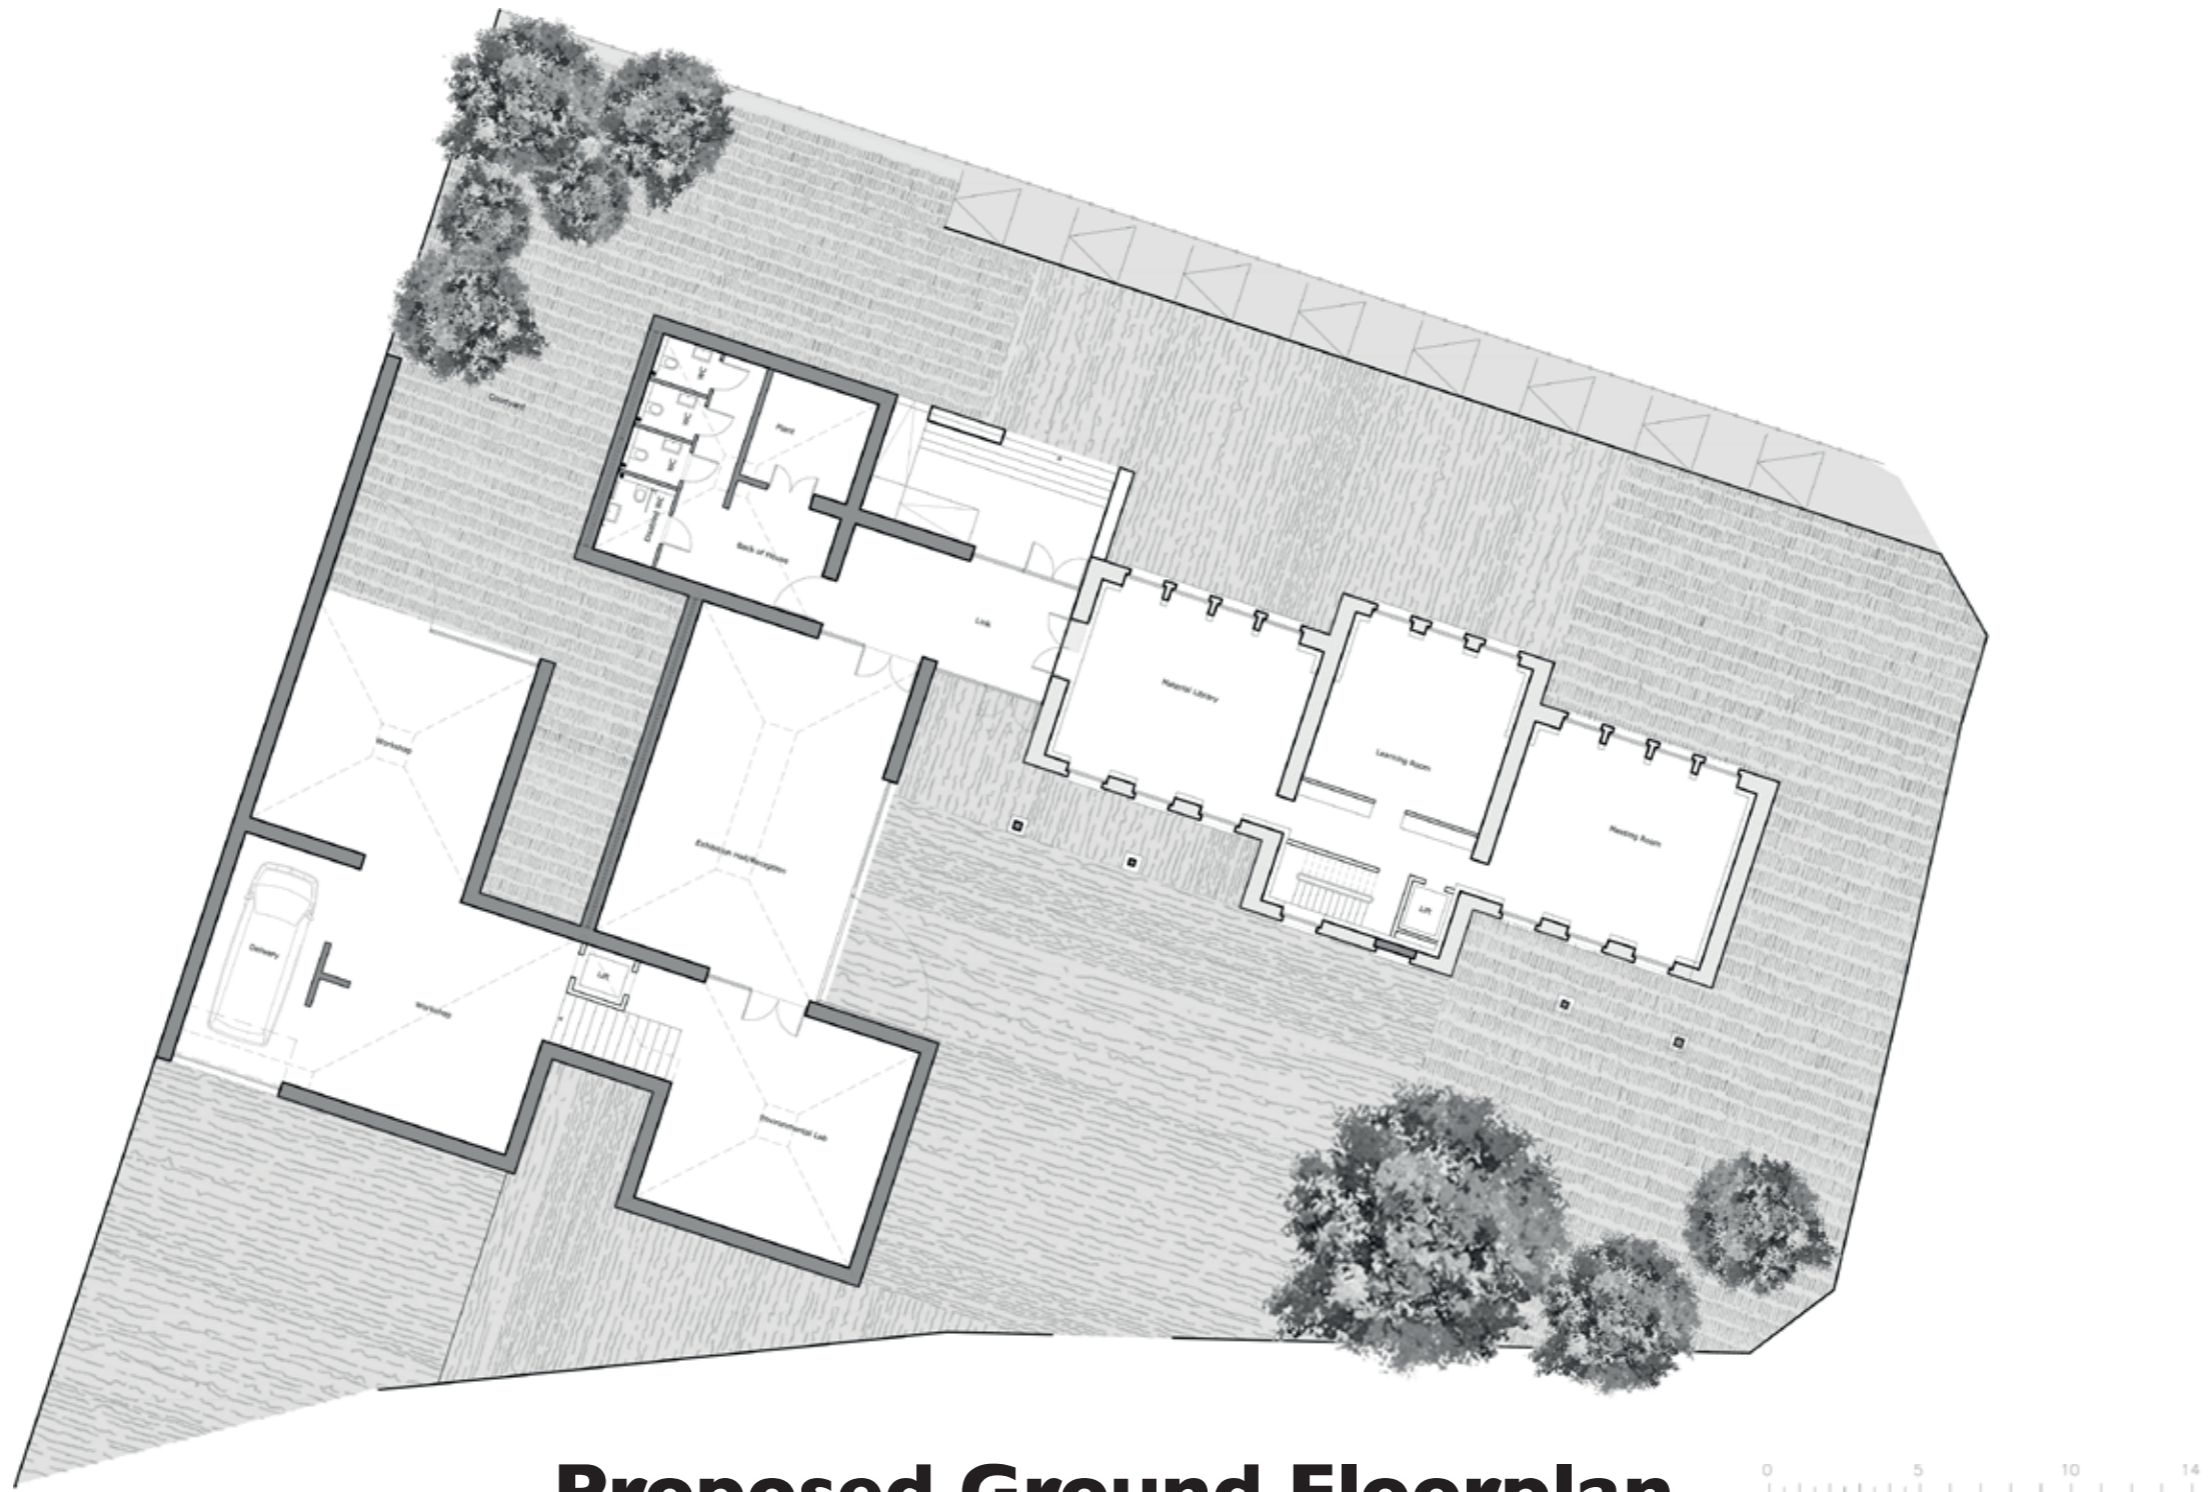 Courtyard
WC
WC
WC
Disabled WC
Plant
Back of House
Link
Material Library
Learning Room
Meeting Room
Lift
Workshop
Exhibition Hall/Reception
Delivery
Workshop
Lift
Environmental Lab
Proposed Ground Floorplan
0 5 10 14